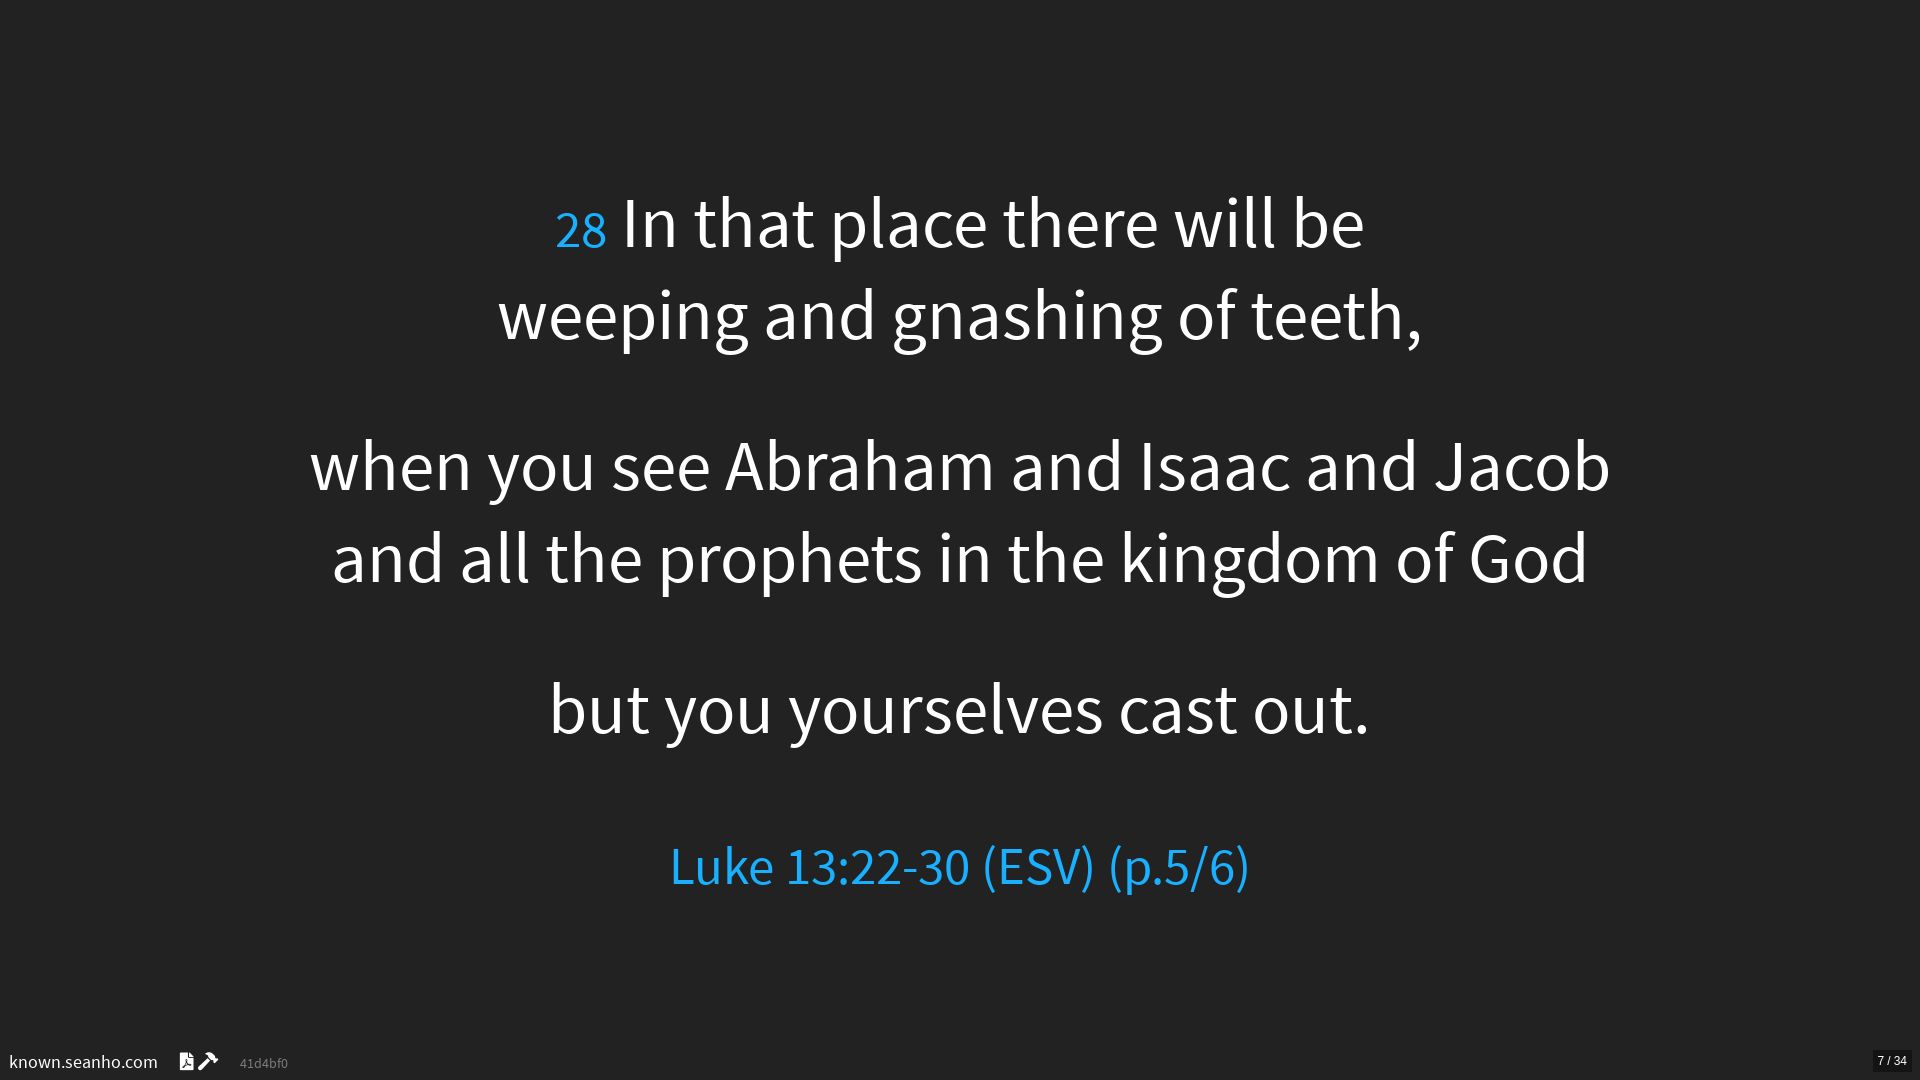 28 In that place there will be
weeping and gnashing of teeth,
when you see Abraham and Isaac and Jacob
and all the prophets in the kingdom of God
but you yourselves cast out.
Luke 13:22-30 (ESV) (p.5/6)
known.seanho.com 41d4bf0 7 / 34